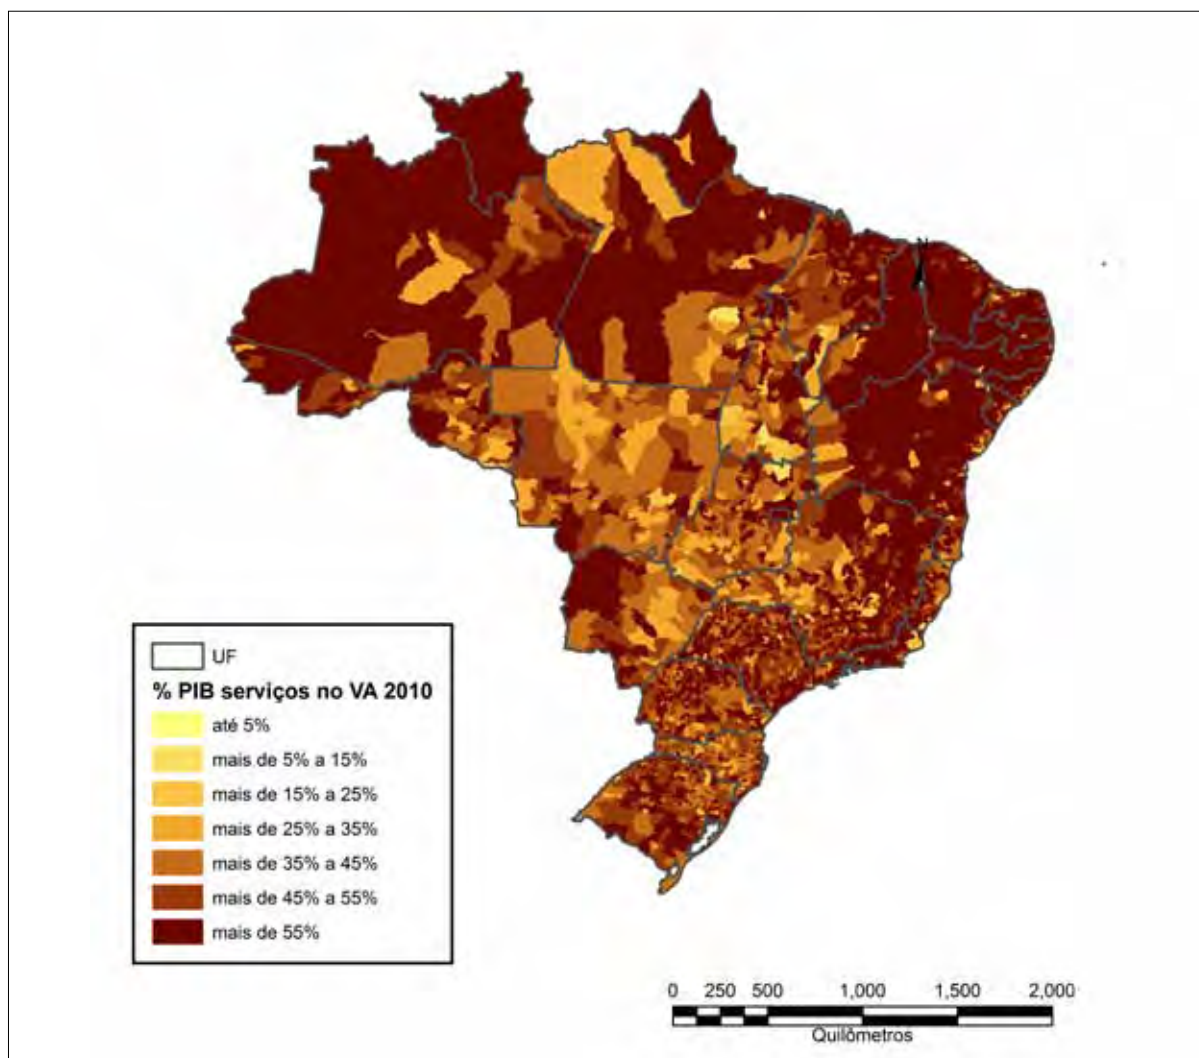 N
UF
% PIB serviços no VA 2010
até 5%
mais de 5% a 15%
mais de 15% a 25%
mais de 25% a 35%
mais de 35% a 45%
mais de 45% a 55%
mais de 55%
0 250 500 1,000 1,500 2,000
Quilômetros